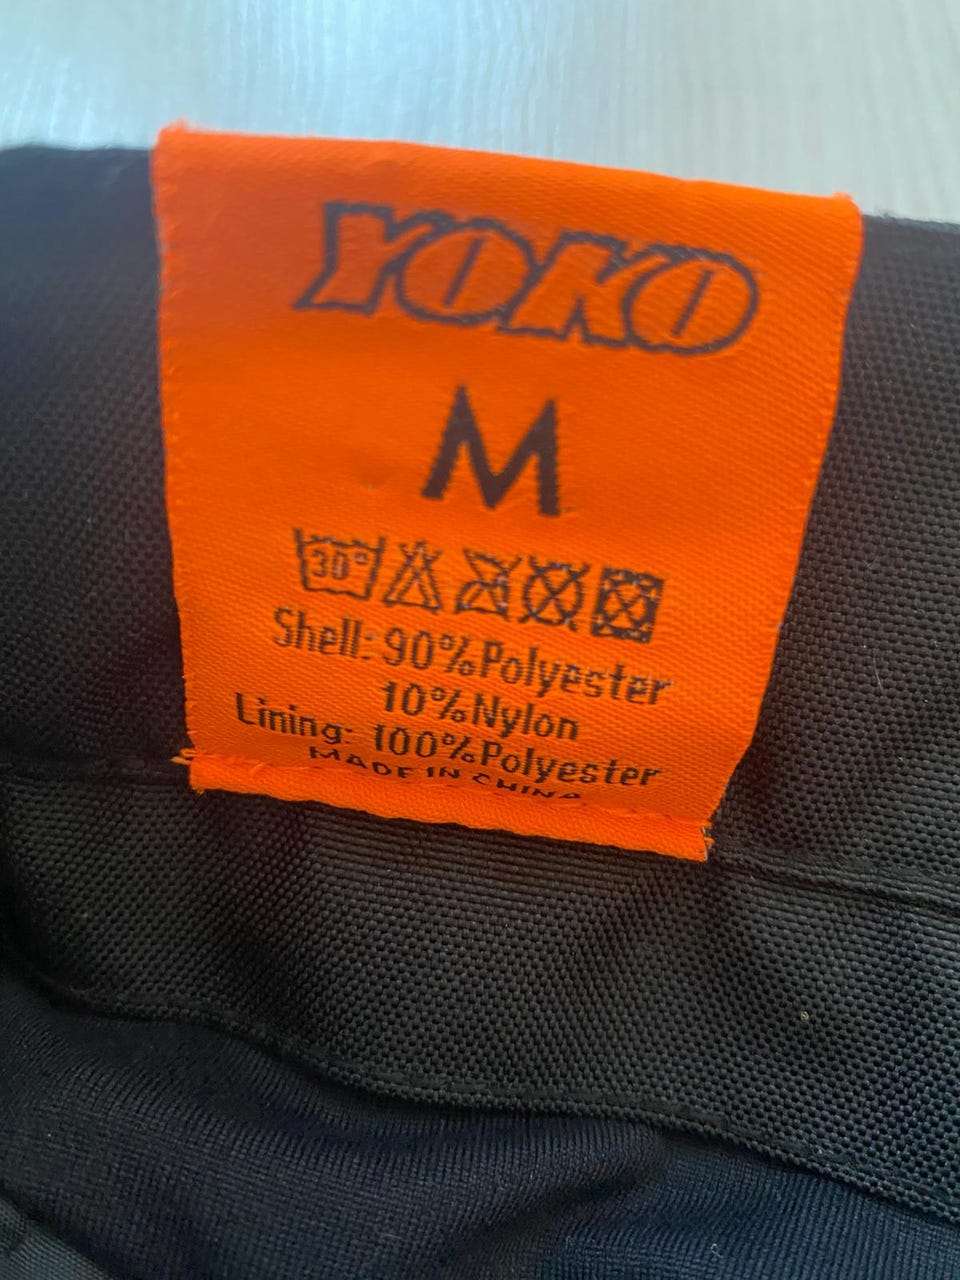 YOKO
M
30°
Shell: 90%Polyester
10%Nylon
Lining: 100%Polyester
MADE IN CHINA